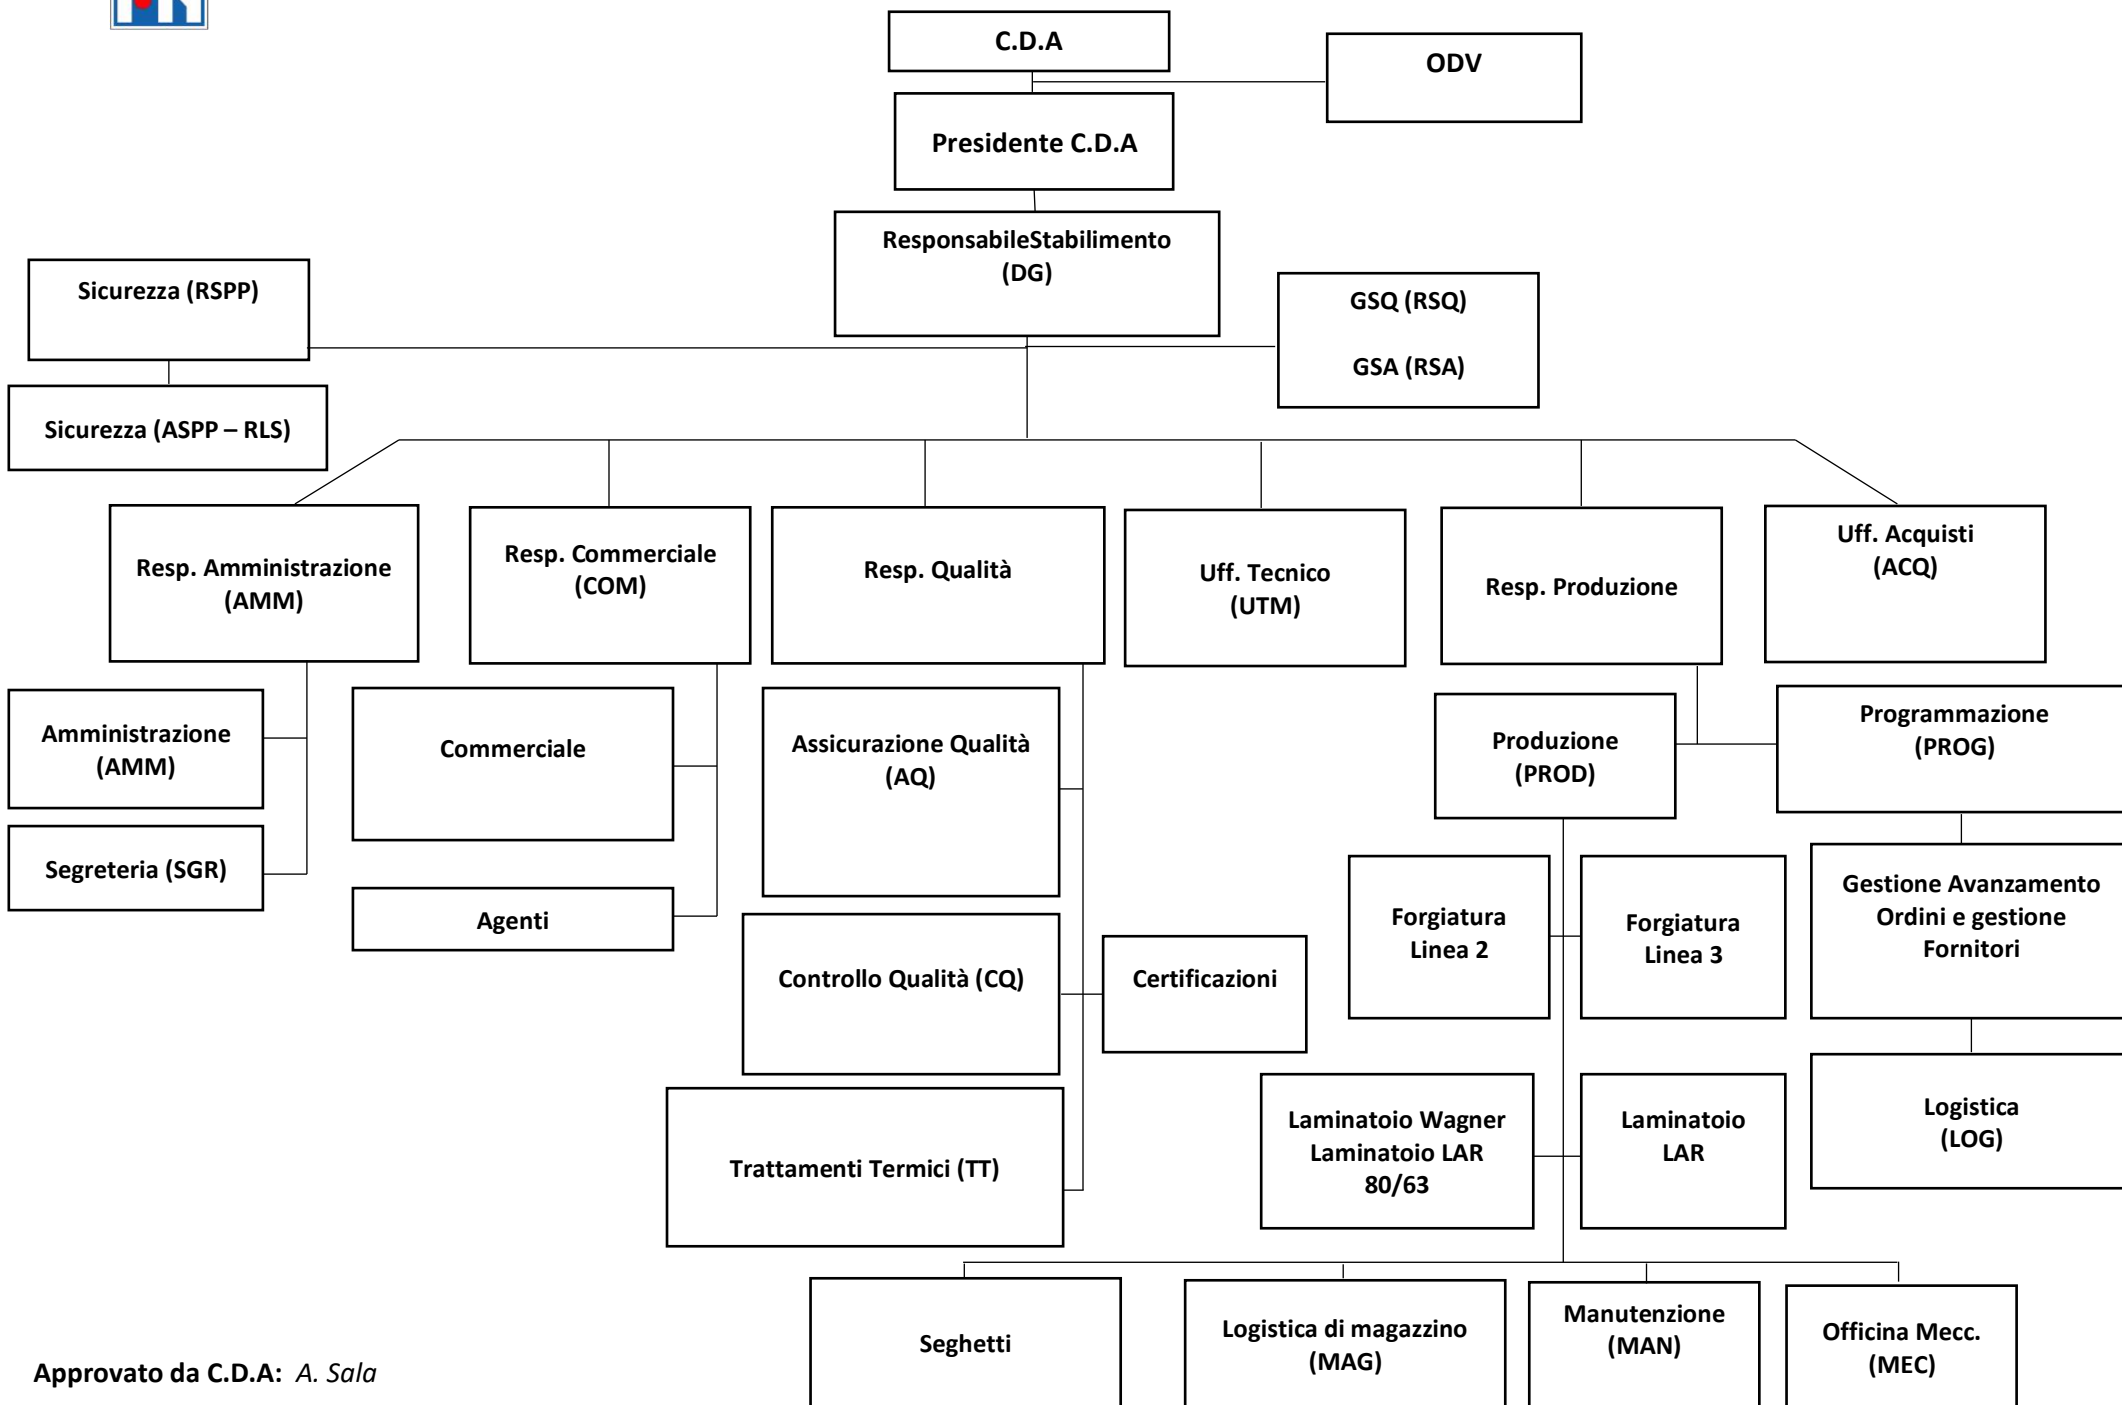 C.D.A
ODV
Presidente C.D.A
ResponsabileStabilimento
(DG)
Sicurezza (RSPP)
GSQ (RSQ)
GSA (RSA)
Sicurezza (ASPP – RLS)
Resp. Amministrazione
(AMM)
Resp. Commerciale
(COM)
Resp. Qualità
Uff. Tecnico
(UTM)
Resp. Produzione
Uff. Acquisti
(ACQ)
Amministrazione
(AMM)
Commerciale
Assicurazione Qualità
(AQ)
Produzione
(PROD)
Programmazione
(PROG)
Segreteria (SGR)
Agenti
Forgiatura
Linea 2
Forgiatura
Linea 3
Gestione Avanzamento
Ordini e gestione
Fornitori
Controllo Qualità (CQ)
Certificazioni
Trattamenti Termici (TT)
Laminatoio Wagner
Laminatoio LAR
80/63
Laminatoio
LAR
Logistica
(LOG)
Seghetti
Logistica di magazzino
(MAG)
Manutenzione
(MAN)
Officina Mecc.
(MEC)
Approvato da C.D.A: A. Sala